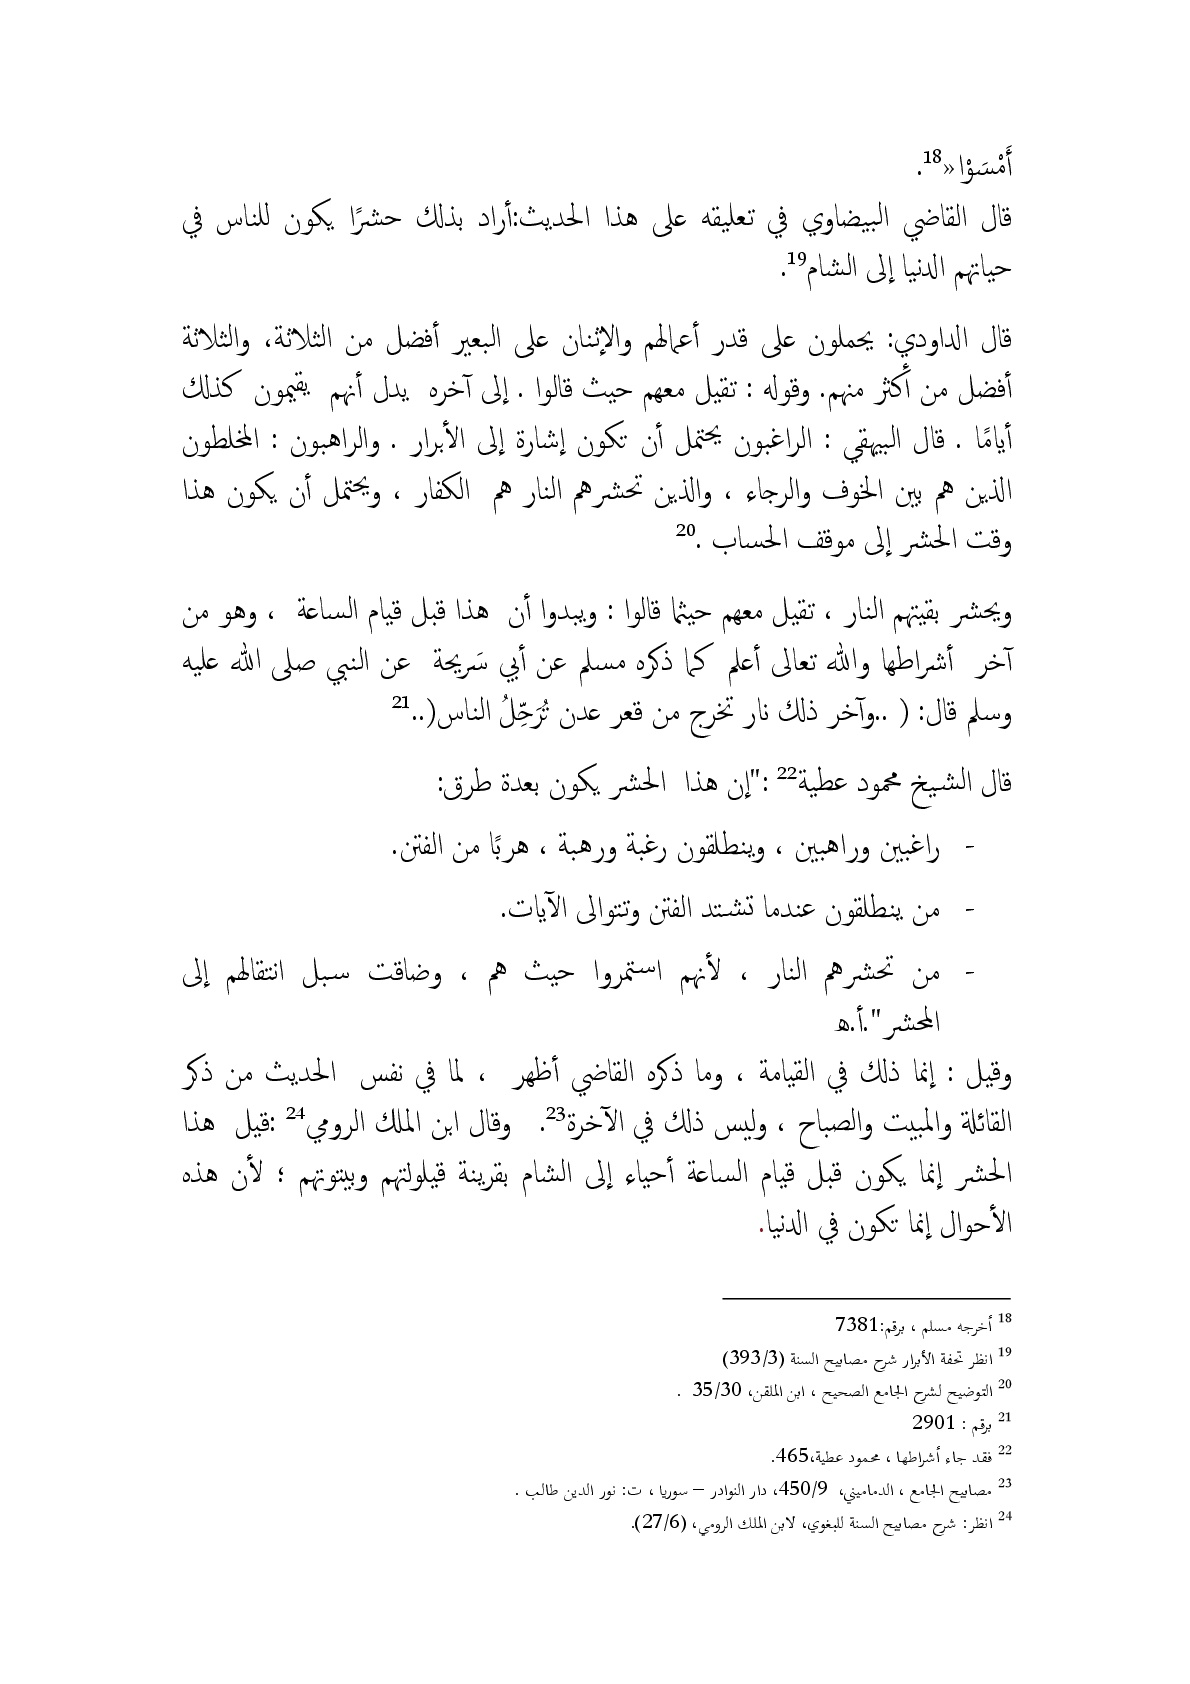 أَمْسَوْا«18.
قال القاضي البيضاوي في تعليقه على هذا الحديث:أراد بذلك حشرًا يكون للناس في
حياتهم الدنيا إلى الشام19.
قال الداودي: يحملون على قدر أعمالهم والإثنان على البعير أفضل من الثلاثة، والثلاثة
أفضل من أكثر منهم. وقوله : تقيل معهم حيث قالوا . إلى آخره يدل أنهم يقيمون كذلك
أيامًا . قال البيهقي : الراغبون يحتمل أن تكون إشارة إلى الأبرار . والراهبون : المخلطون
الذين هم بين الخوف والرجاء ، والذين تحشرهم النار هم الكفار ، ويحتمل أن يكون هذا
وقت الحشر إلى موقف الحساب .20
ويحشر بقيتهم النار ، تقيل معهم حيثما قالوا : ويبدوا أن هذا قبل قيام الساعة ، وهو من
آخر أشراطها والله تعالى أعلم كما ذكره مسلم عن أبي سَريحة عن النبي صلى الله عليه
وسلم قال: ( ..وآخر ذلك نار تخرج من قعر عدن تُرَحِّلُ الناس(..21
قال الشيخ محمود عطية22 :"إن هذا الحشر يكون بعدة طرق:
- راغبين وراهبين ، وينطلقون رغبة ورهبة ، هربًا من الفتن.
- من ينطلقون عندما تشتد الفتن وتتوالى الآيات.
- من تحشرهم النار ، لأنهم استمروا حيث هم ، وضاقت سبل انتقالهم إلى
المحشر".أ.ه
وقيل : إنما ذلك في القيامة ، وما ذكره القاضي أظهر ، لما في نفس الحديث من ذكر
القائلة والمبيت والصباح ، وليس ذلك في الآخرة23. وقال ابن الملك الرومي24 :قيل هذا
الحشر إنما يكون قبل قيام الساعة أحياء إلى الشام بقرينة قيلولتهم وبيتوتهم ؛ لأن هذه
الأحوال إنما تكون في الدنيا.
18 أخرجه مسلم ، برقم:7381
19 انظر تحفة الأبرار شرح مصابيح السنة (393/3)
20 التوضيح لشرح الجامع الصحيح ، ابن الملقن، 35/30 .
21 برقم : 2901
22 فقد جاء أشراطها ، محمود عطية،465.
23 مصابيح الجامع ، الدماميني، 450/9، دار النوادر – سوريا ، ت: نور الدين طالب .
24 انظر: شرح مصابيح السنة للبغوي، لابن الملك الرومي، (27/6).